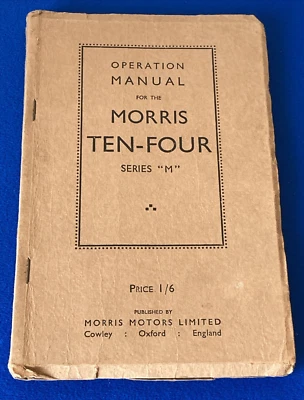 OPERATION
MANUAL
FOR THE
MORRIS
TEN-FOUR
SERIES "M"
PRICE 1/6
PUBLISHED BY
MORRIS MOTORS LIMITED
Cowley : Oxford : England